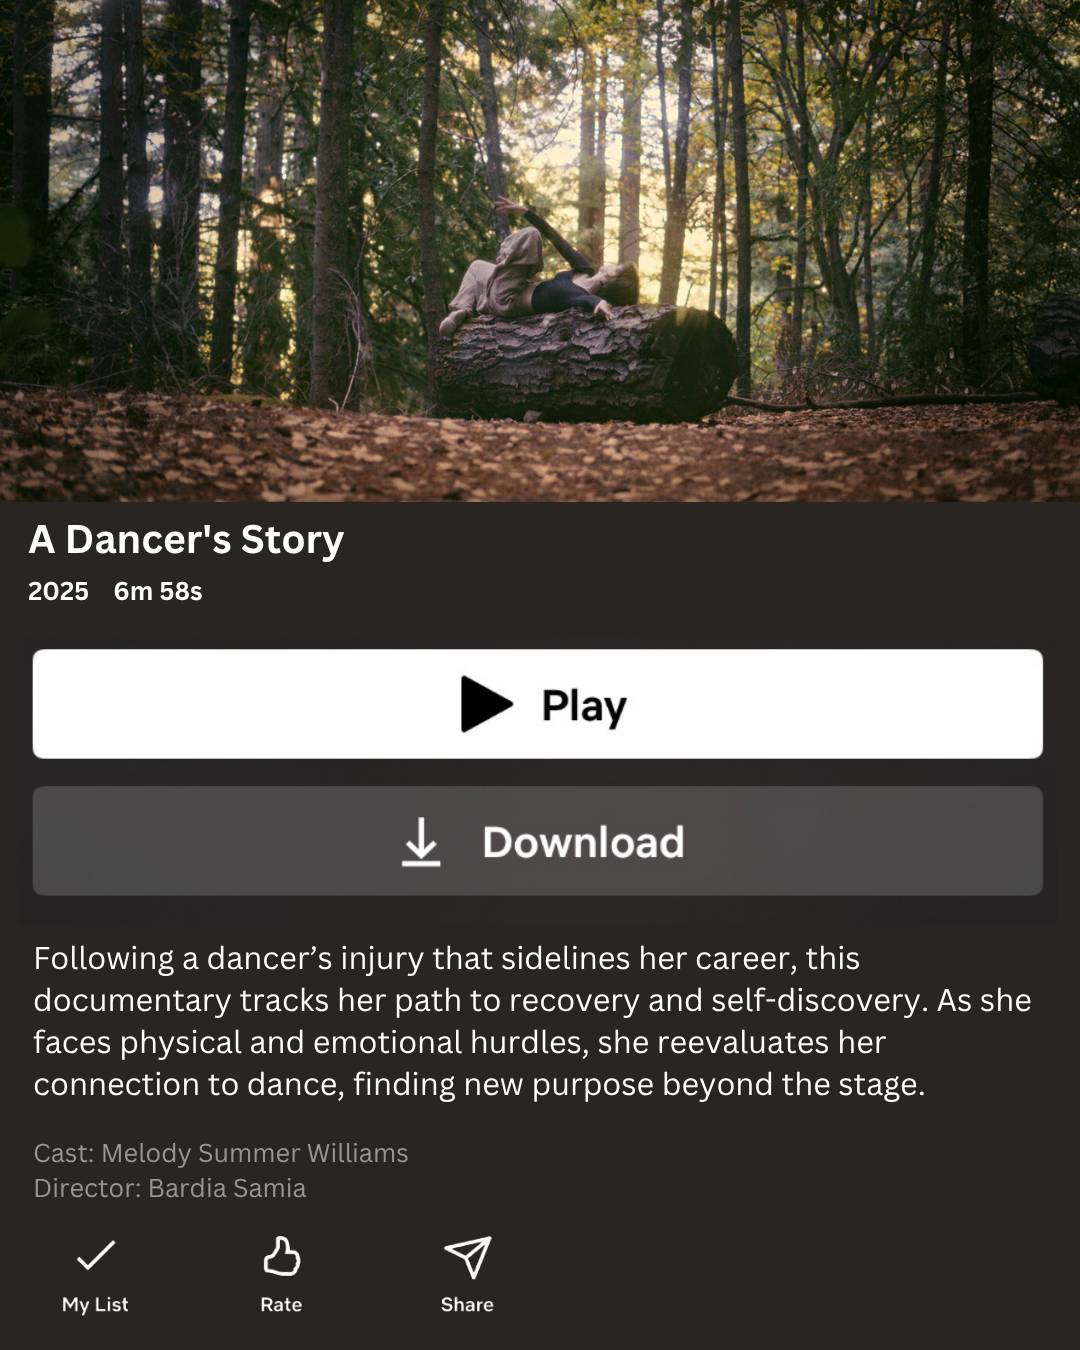 A Dancer's Story
2025 6m 58s
Play
Download
Following a dancer’s injury that sidelines her career, this
documentary tracks her path to recovery and self-discovery. As she
faces physical and emotional hurdles, she reevaluates her
connection to dance, finding new purpose beyond the stage.
Cast: Melody Summer Williams
Director: Bardia Samia
My List Rate Share